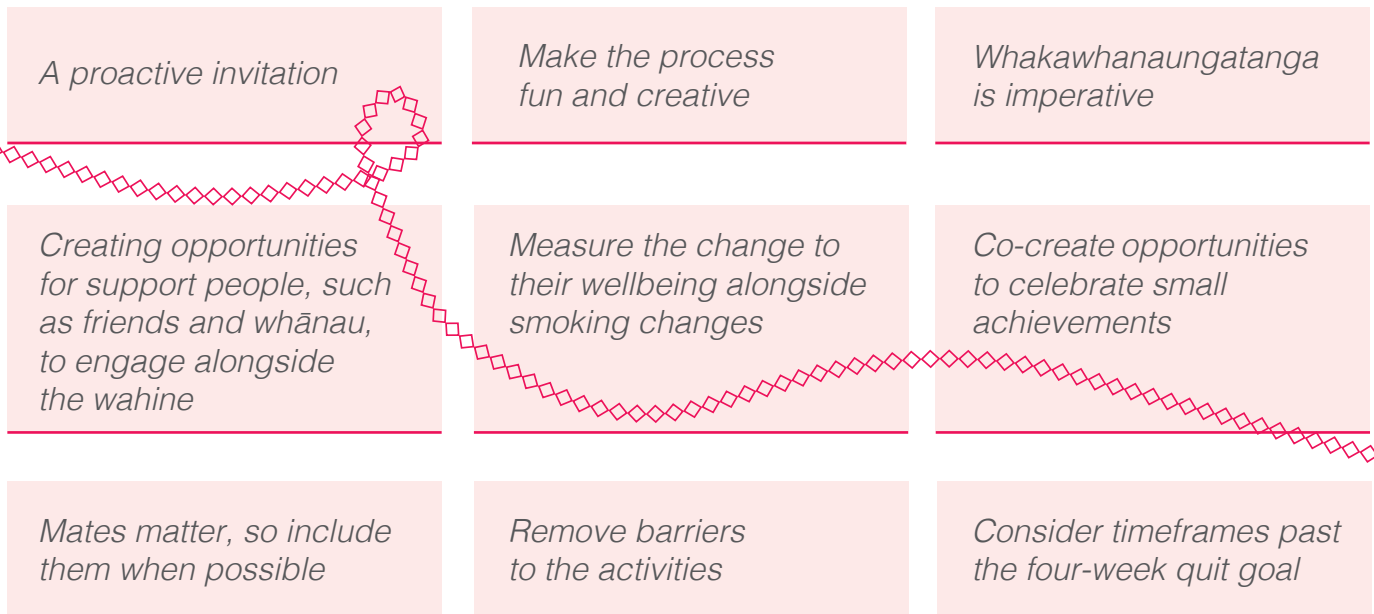 A proactive invitation
Make the process
fun and creative
Whakawhanaungatanga
is imperative
Creating opportunities
for support people, such
as friends and whānau,
to engage alongside
the wahine
Measure the change to
their wellbeing alongside
smoking changes
Co-create opportunities
to celebrate small
achievements
Mates matter, so include
them when possible
Remove barriers
to the activities
Consider timeframes past
the four-week quit goal